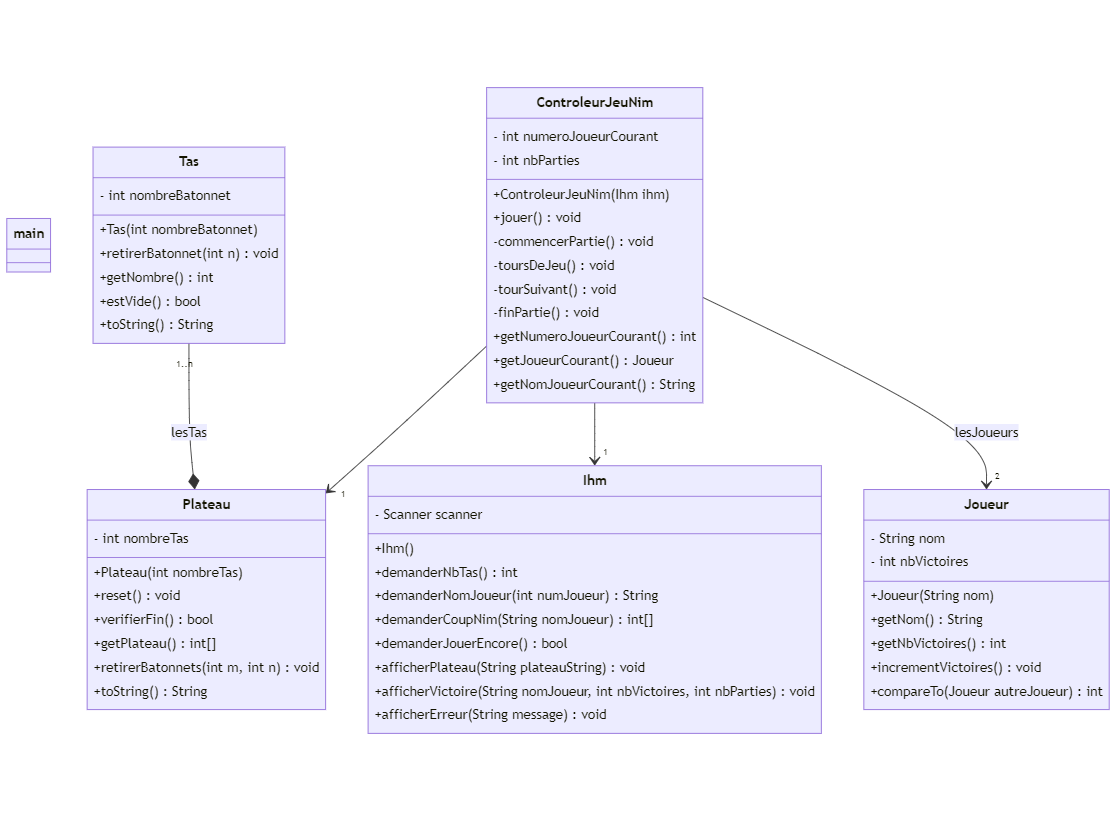 main
Tas
- int nombreBatonnet
+Tas(int nombreBatonnet)
+retirerBatonnet(int n) : void
+getNombre() : int
+estVide() : bool
+toString() : String
1..n
lesTas
ControleurJeuNim
- int numeroJoueurCourant
- int nbParties
+ControleurJeuNim(Ihm ihm)
+jouer() : void
-commencerPartie() : void
-toursDeJeu() : void
-tourSuivant() : void
-finPartie() : void
+getNumeroJoueurCourant() : int
+getJoueurCourant() : Joueur
+getNomJoueurCourant() : String
1
1
lesJoueurs
2
Plateau
- int nombreTas
+Plateau(int nombreTas)
+reset() : void
+verifierFin() : bool
+getPlateau() : int[]
+retirerBatonnets(int m, int n) : void
+toString() : String
Ihm
- Scanner scanner
+Ihm()
+demanderNbTas() : int
+demanderNomJoueur(int numJoueur) : String
+demanderCoupNim(String nomJoueur) : int[]
+demanderJouerEncore() : bool
+afficherPlateau(String plateauString) : void
+afficherVictoire(String nomJoueur, int nbVictoires, int nbParties) : void
+afficherErreur(String message) : void
Joueur
- String nom
- int nbVictoires
+Joueur(String nom)
+getNom() : String
+getNbVictoires() : int
+incrementVictoires() : void
+compareTo(Joueur autreJoueur) : int